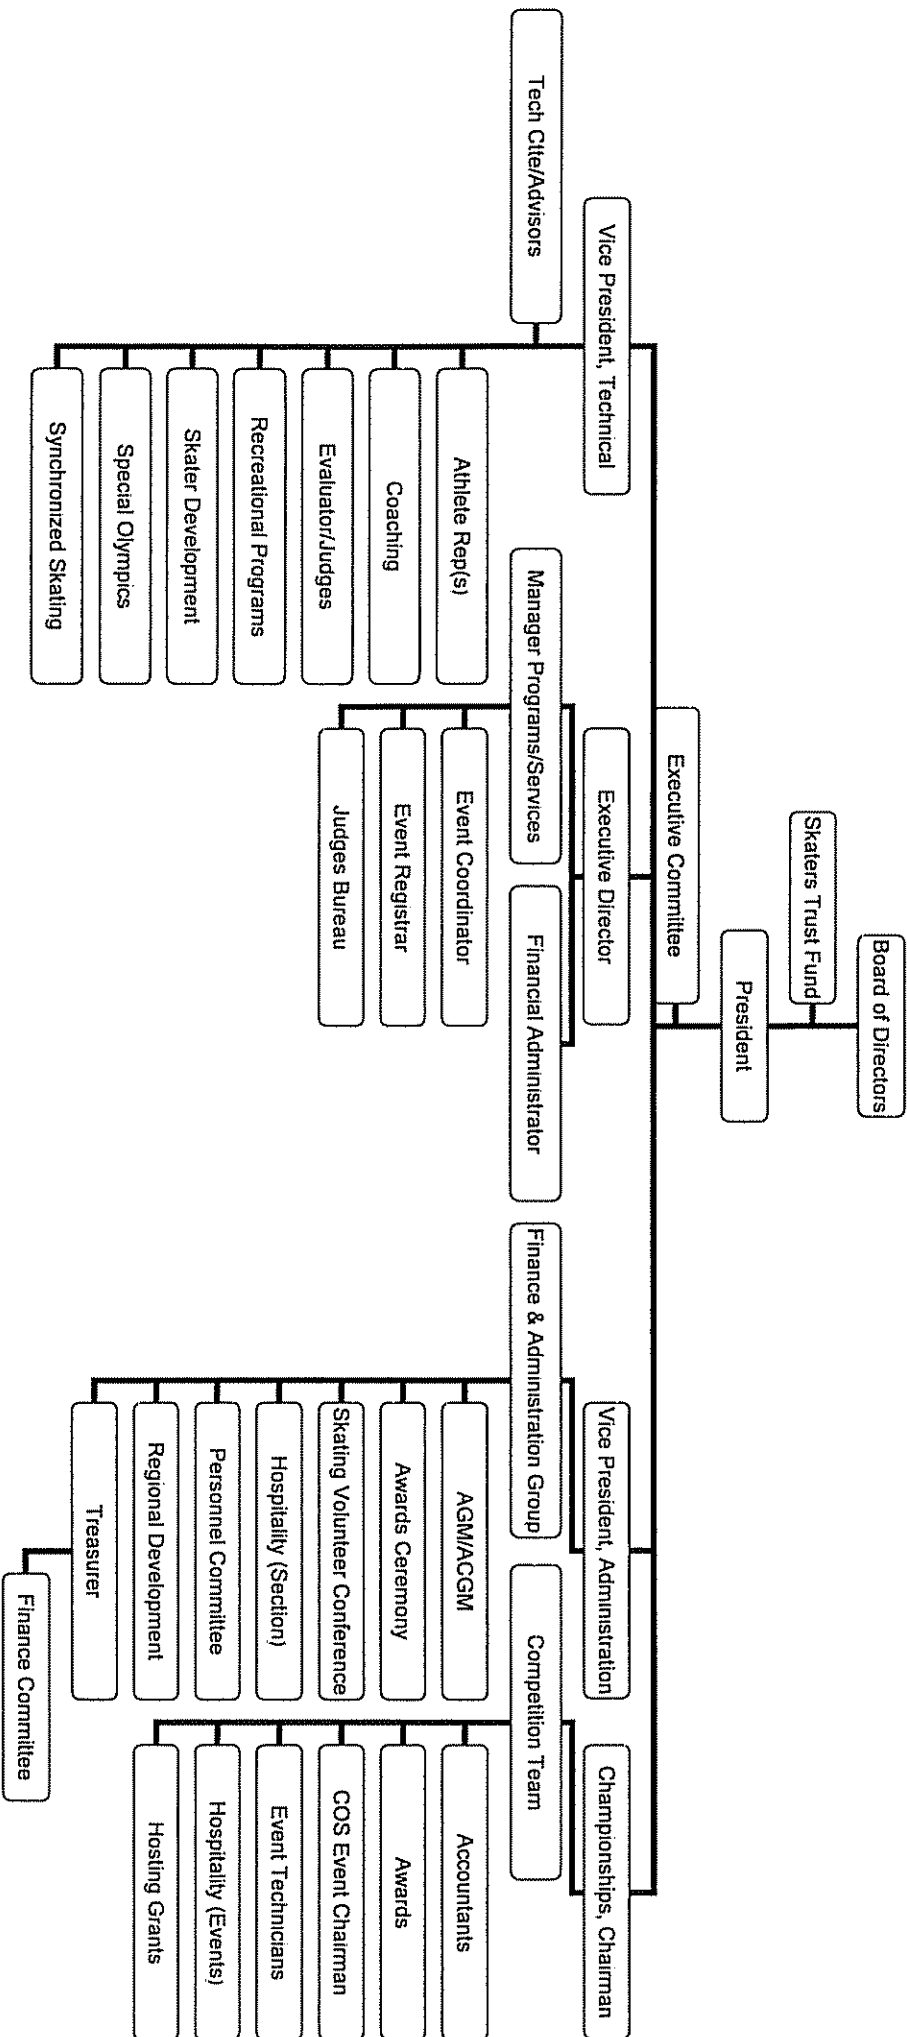 Board of Directors
Skaters Trust Fund
President
Executive Committee
Vice President, Technical
Executive Director
Vice President, Administration
Championships, Chairman
Tech Ctte/Advisors
Manager Programs/Services
Financial Administrator
Finance & Administration Group
Competition Team
Athlete Rep(s)
Coaching
Evaluator/Judges
Recreational Programs
Skater Development
Special Olympics
Synchronized Skating
Event Coordinator
Event Registrar
Judges Bureau
AGM/ACGM
Awards Ceremony
Skating Volunteer Conference
Hospitality (Section)
Personnel Committee
Regional Development
Treasurer
Finance Committee
Accountants
Awards
COS Event Chairman
Event Technicians
Hospitality (Events)
Hosting Grants